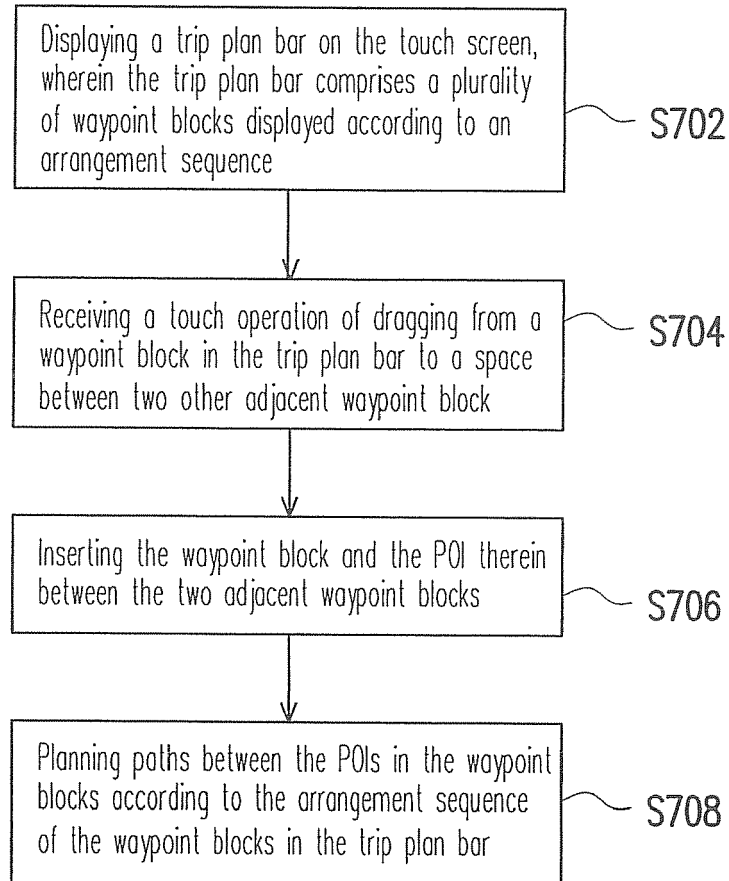 Displaying a trip plan bar on the touch screen,
wherein the trip plan bar comprises a plurality
of waypoint blocks displayed according to an
arrangement sequence
S702
Receiving a touch operation of dragging from a
waypoint block in the trip plan bar to a space
between two other adjacent waypoint block
S704
Inserting the waypoint block and the POI therein
between the two adjacent waypoint blocks
S706
Planning paths between the POIs in the waypoint
blocks according to the arrangement sequence
of the waypoint blocks in the trip plan bar
S708